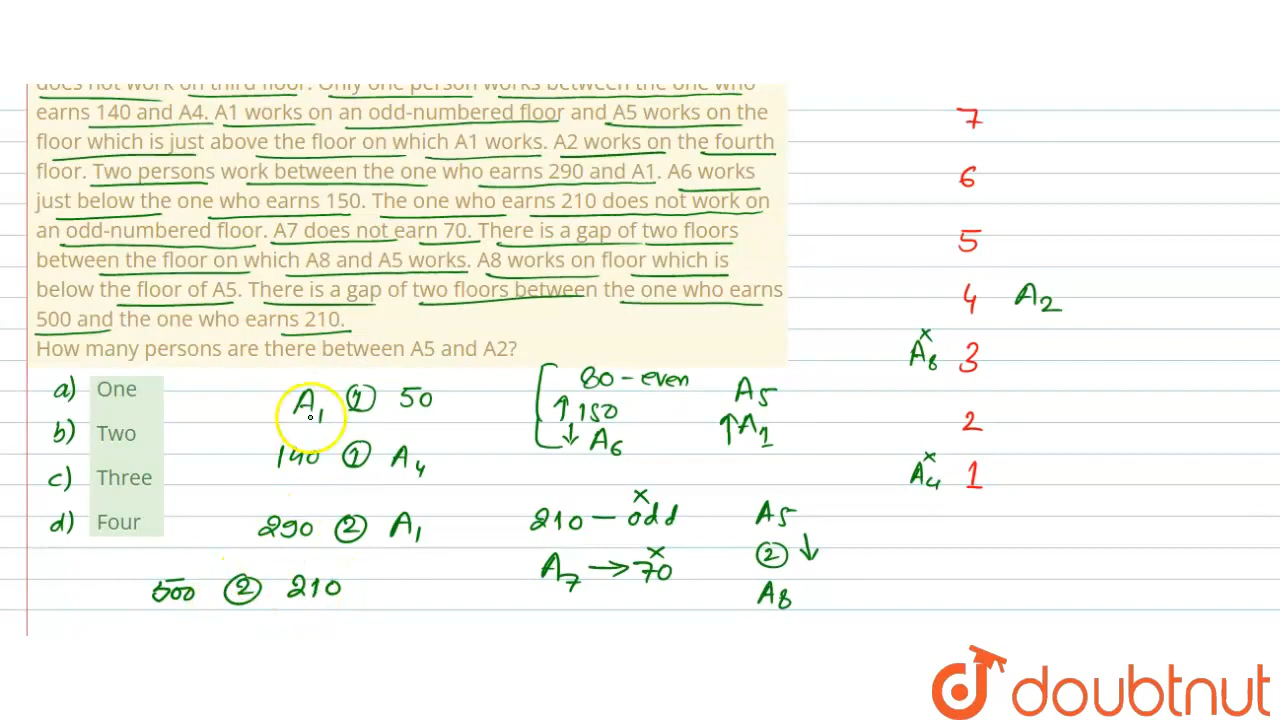 does not work on third floor. Only one person works between the one who
earns 140 and A4. A1 works on an odd-numbered floor and A5 works on the
floor which is just above the floor on which A1 works. A2 works on the fourth
floor. Two persons work between the one who earns 290 and A1. A6 works
just below the one who earns 150. The one who earns 210 does not work on
an odd-numbered floor. A7 does not earn 70. There is a gap of two floors
between the floor on which A8 and A5 works. A8 works on floor which is
below the floor of A5. There is a gap of two floors between the one who earns
500 and the one who earns 210.
How many persons are there between A5 and A2?
a) One
b) Two
c) Three
d) Four
A1 1 50
140 1 A4
290 2 A1
500 2 210
80 - even
↑ 150
↓ A6
A5
↑ A1
210 - odd x
A7 → 70 x
A5
2 ↓
A8
7
6
5
4 A2
A8 x 3
2
A4 x 1
doubtnut